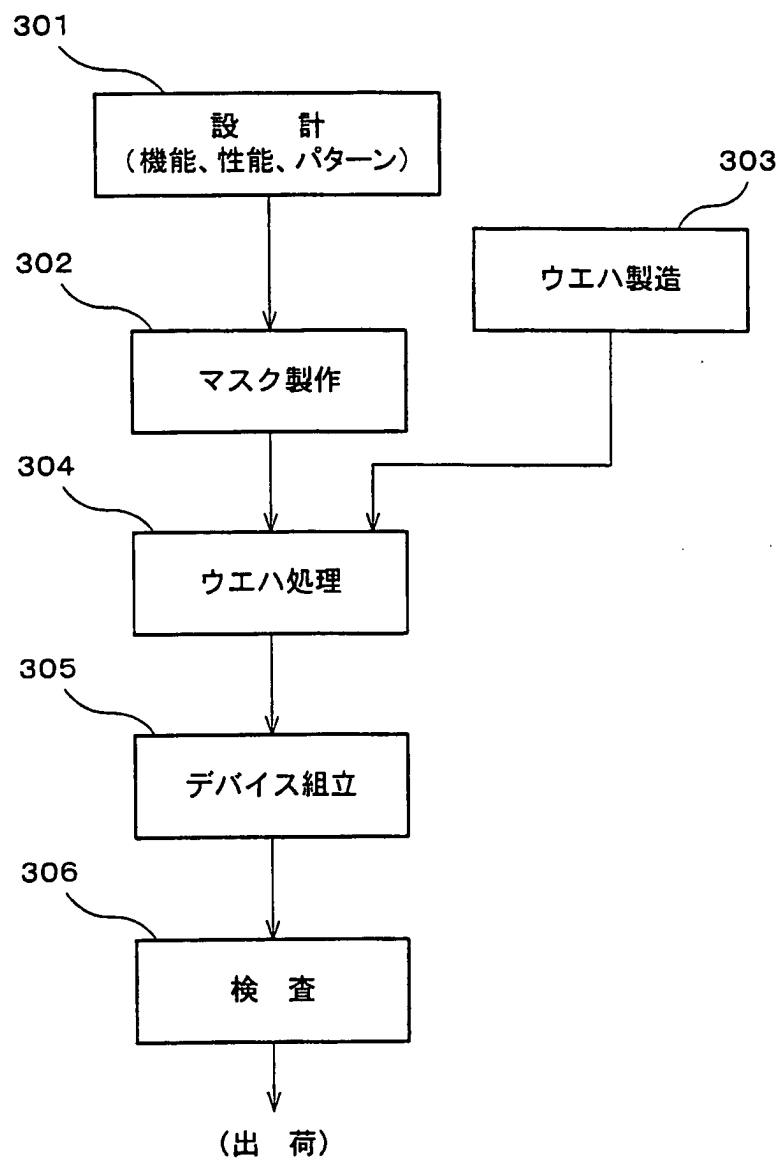 301
設　計
(機能、性能、パターン)
303
ウエハ製造
302
マスク製作
304
ウエハ処理
305
デバイス組立
306
検　査
(出　荷)